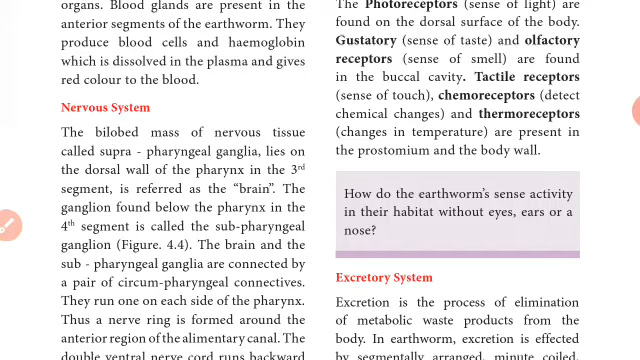 organs. Blood glands are present in the
anterior segments of the earthworm. They
produce blood cells and haemoglobin
which is dissolved in the plasma and gives
red colour to the blood.
Nervous System
The bilobed mass of nervous tissue
called supra - pharyngeal ganglia, lies on
the dorsal wall of the pharynx in the 3rd
segment, is referred as the “brain”. The
ganglion found below the pharynx in the
4th segment is called the sub-pharyngeal
ganglion (Figure. 4.4). The brain and the
sub - pharyngeal ganglia are connected by
a pair of circum-pharyngeal connectives.
They run one on each side of the pharynx.
Thus a nerve ring is formed around the
anterior region of the alimentary canal. The
double ventral nerve cord runs backward
The Photoreceptors (sense of light) are
found on the dorsal surface of the body.
Gustatory (sense of taste) and olfactory
receptors (sense of smell) are found
in the buccal cavity. Tactile receptors
(sense of touch), chemoreceptors (detect
chemical changes) and thermoreceptors
(changes in temperature) are present in
the prostomium and the body wall.
How do the earthworm's sense activity
in their habitat without eyes, ears or a
nose?
Excretory System
Excretion is the process of elimination
of metabolic waste products from the
body. In earthworm, excretion is effected
by segmentally arranged, minute coiled,